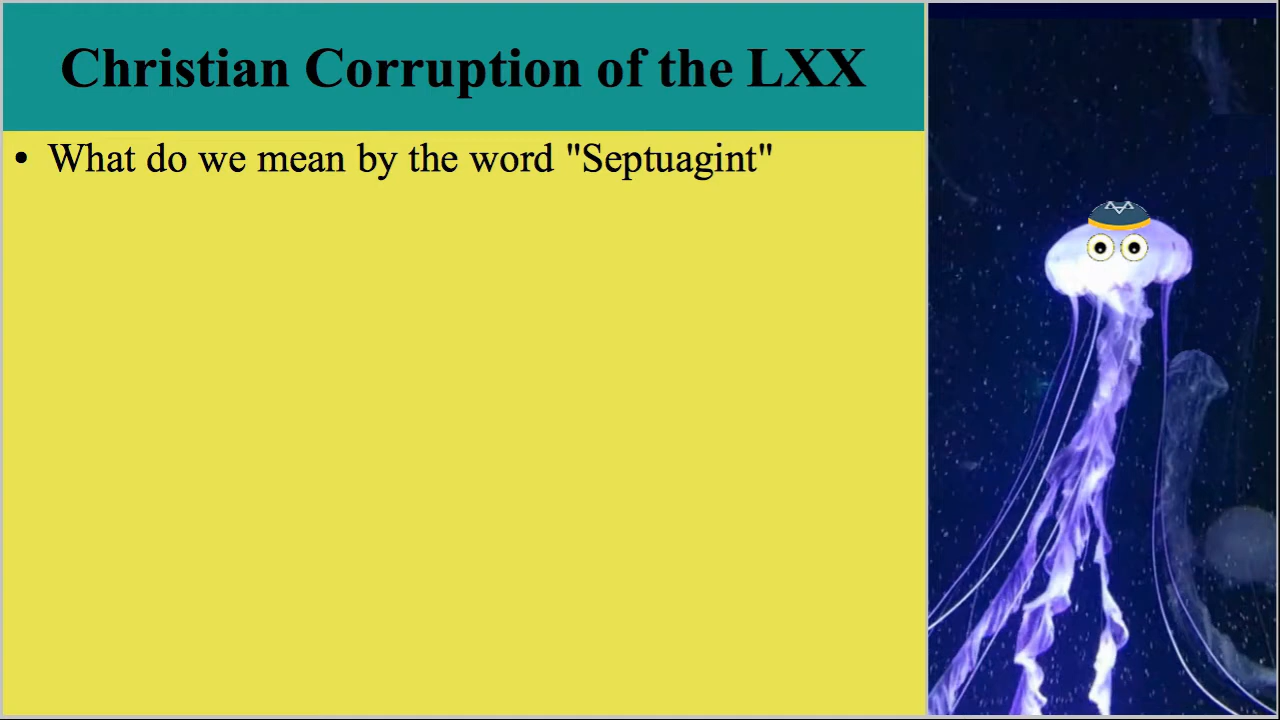 Christian Corruption of the LXX
• What do we mean by the word "Septuagint"